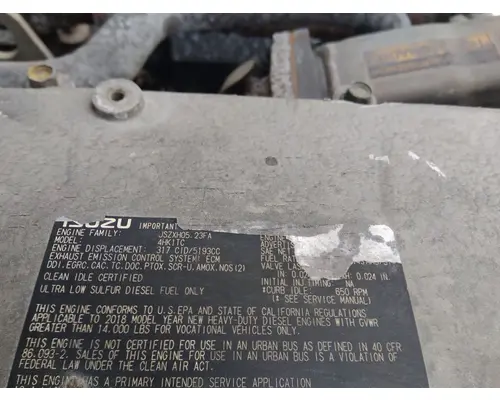 ISUZU IMPORTANT
ENGINE FAMILY: JSZXH05.23FA
MODEL: 4HK1TC
ENGINE DISPLACEMENT: 317 CID/5193CC
EXHAUST EMISSION CONTROL SYSTEM: ECM
DDI,EGRC,CAC,TC,DOC,PTOX,SCR-U,AMOX,NOS(2)
ENG
ADVERTIS
FUEL RAT
VALVE LAS
IN 0.0 H: 0.024 IN
INITIAL INJ TIMING: NA
*CURB IDLE: 650 RPM
(*SEE SERVICE MANUAL)
CLEAN IDLE CERTIFIED
ULTRA LOW SULFUR DIESEL FUEL ONLY
THIS ENGINE CONFORMS TO U.S.EPA AND STATE OF CALIFORNIA REGULATIONS
APPLICABLE TO 2018 MODEL YEAR NEW HEAVY-DUTY DIESEL ENGINES WITH GVWR
GREATER THAN 14,000 LBS FOR VOCATIONAL VEHICLES ONLY.
THIS ENGINE IS NOT CERTIFIED FOR USE IN AN URBAN BUS AS DEFINED IN 40 CFR
86.093-2. SALES OF THIS ENGINE FOR USE IN AN URBAN BUS IS A VIOLATION OF
FEDERAL LAW UNDER THE CLEAN AIR ACT.
THIS ENGINE HAS A PRIMARY INTENDED SERVICE APPLICATION